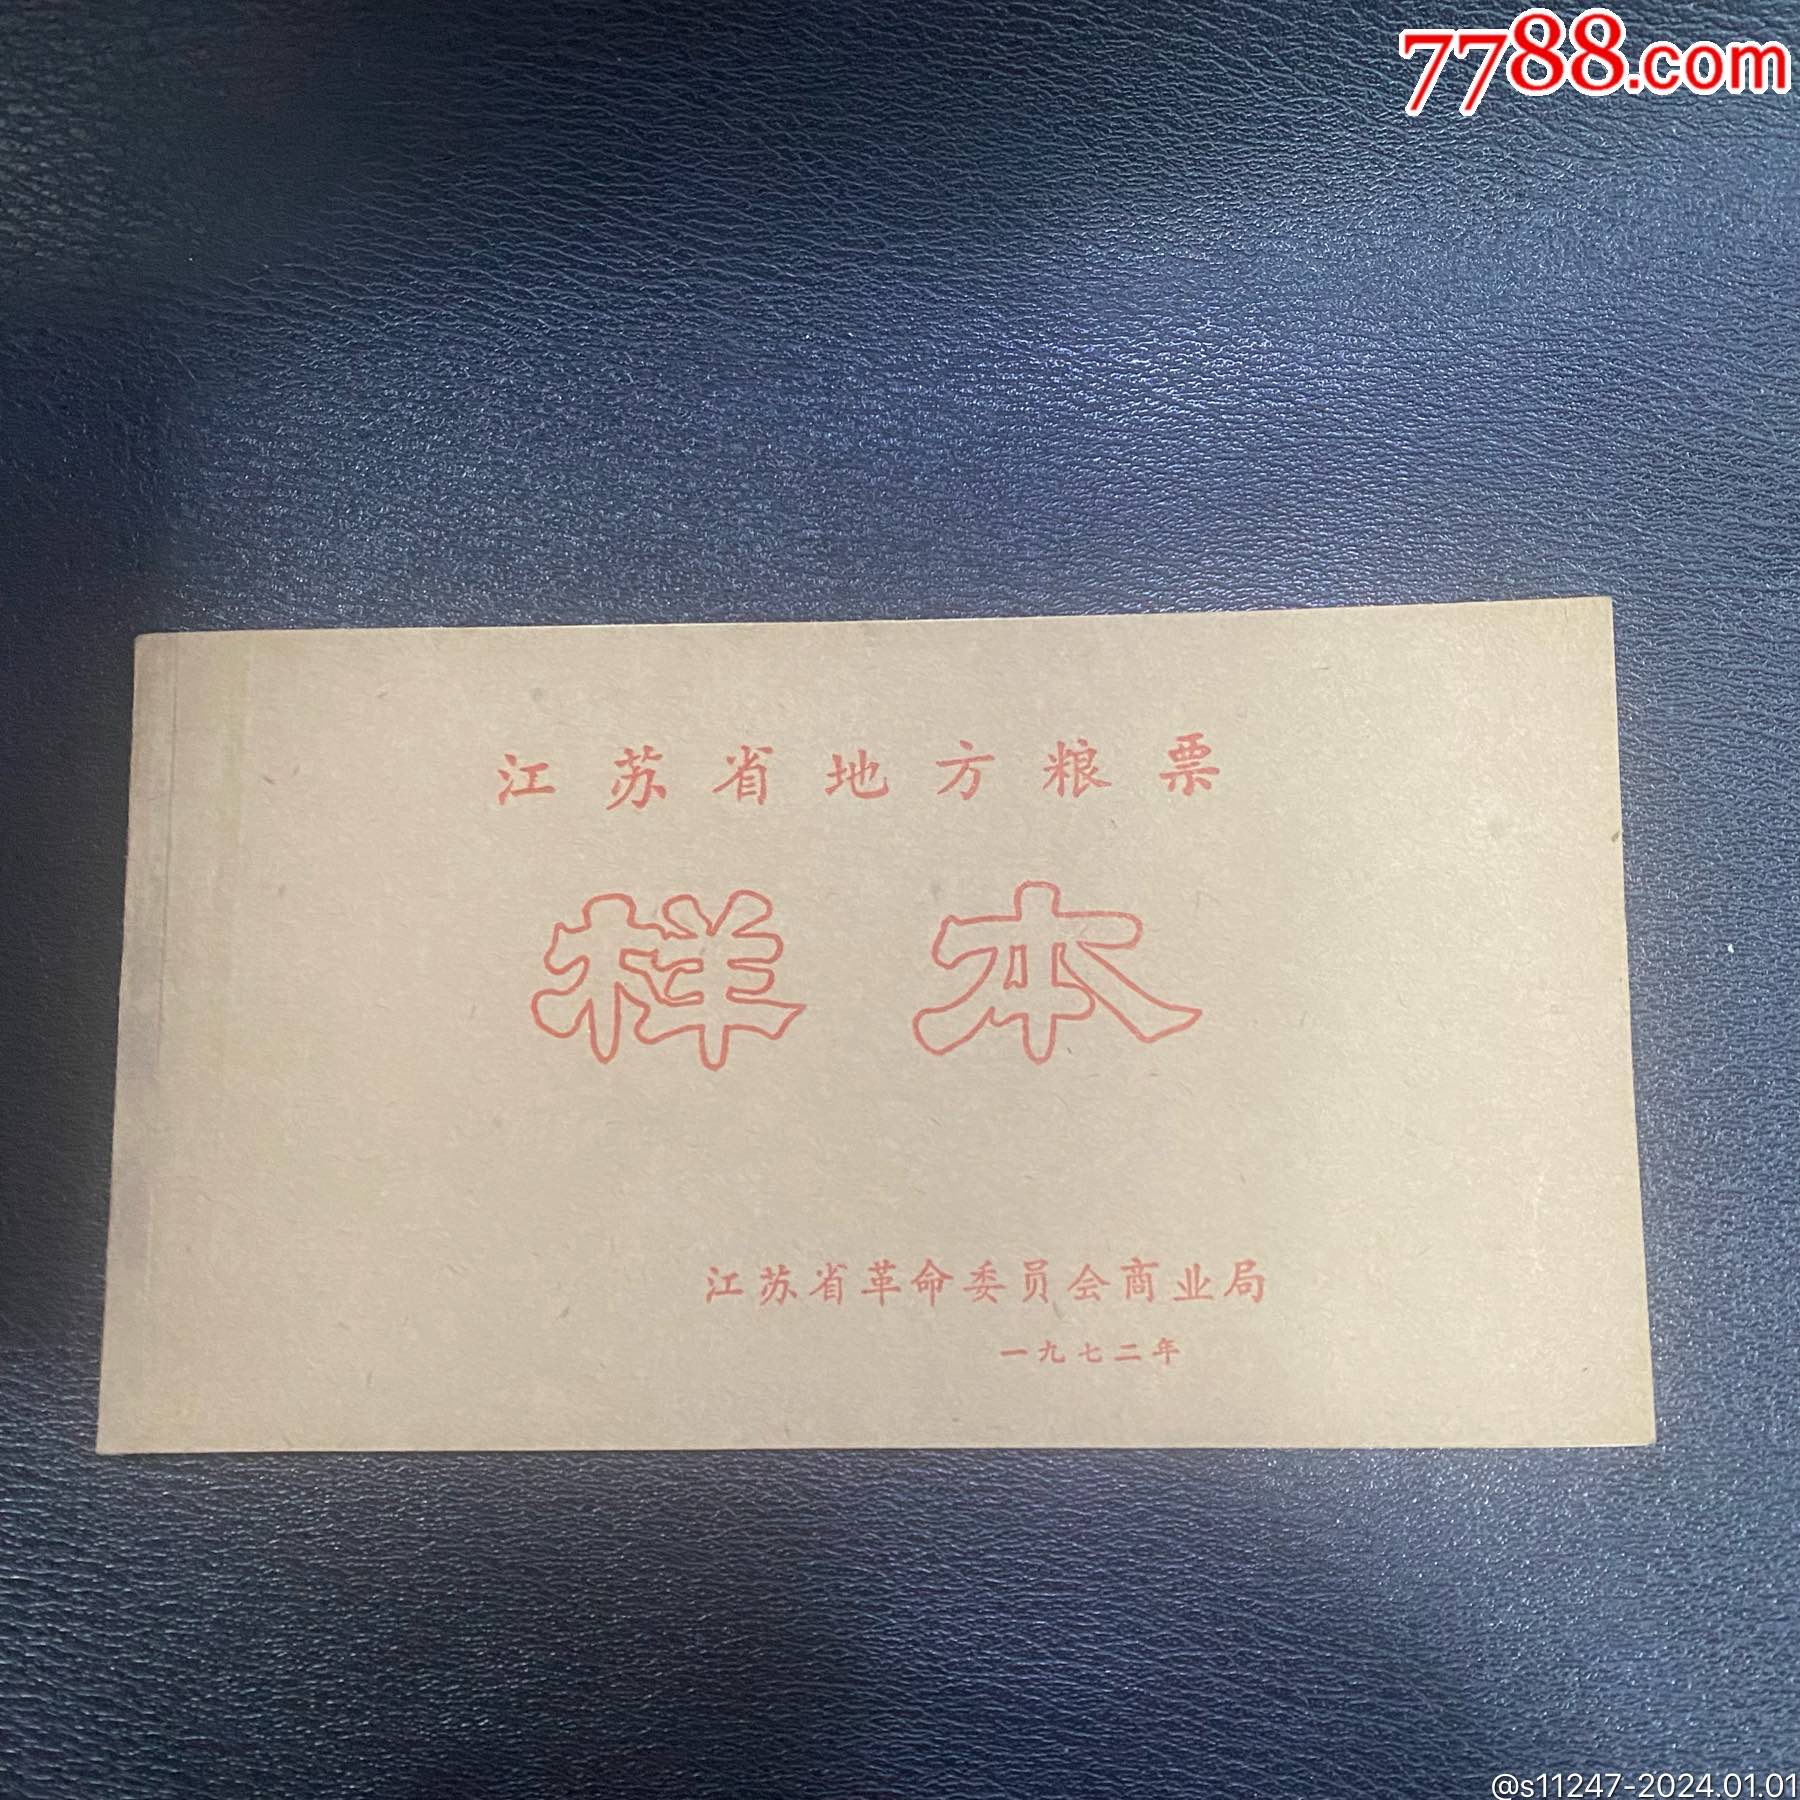 7788.com
江苏省地方粮票
样本
江苏省革命委员会商业局
一九七二年
@s11247-2024.01.01